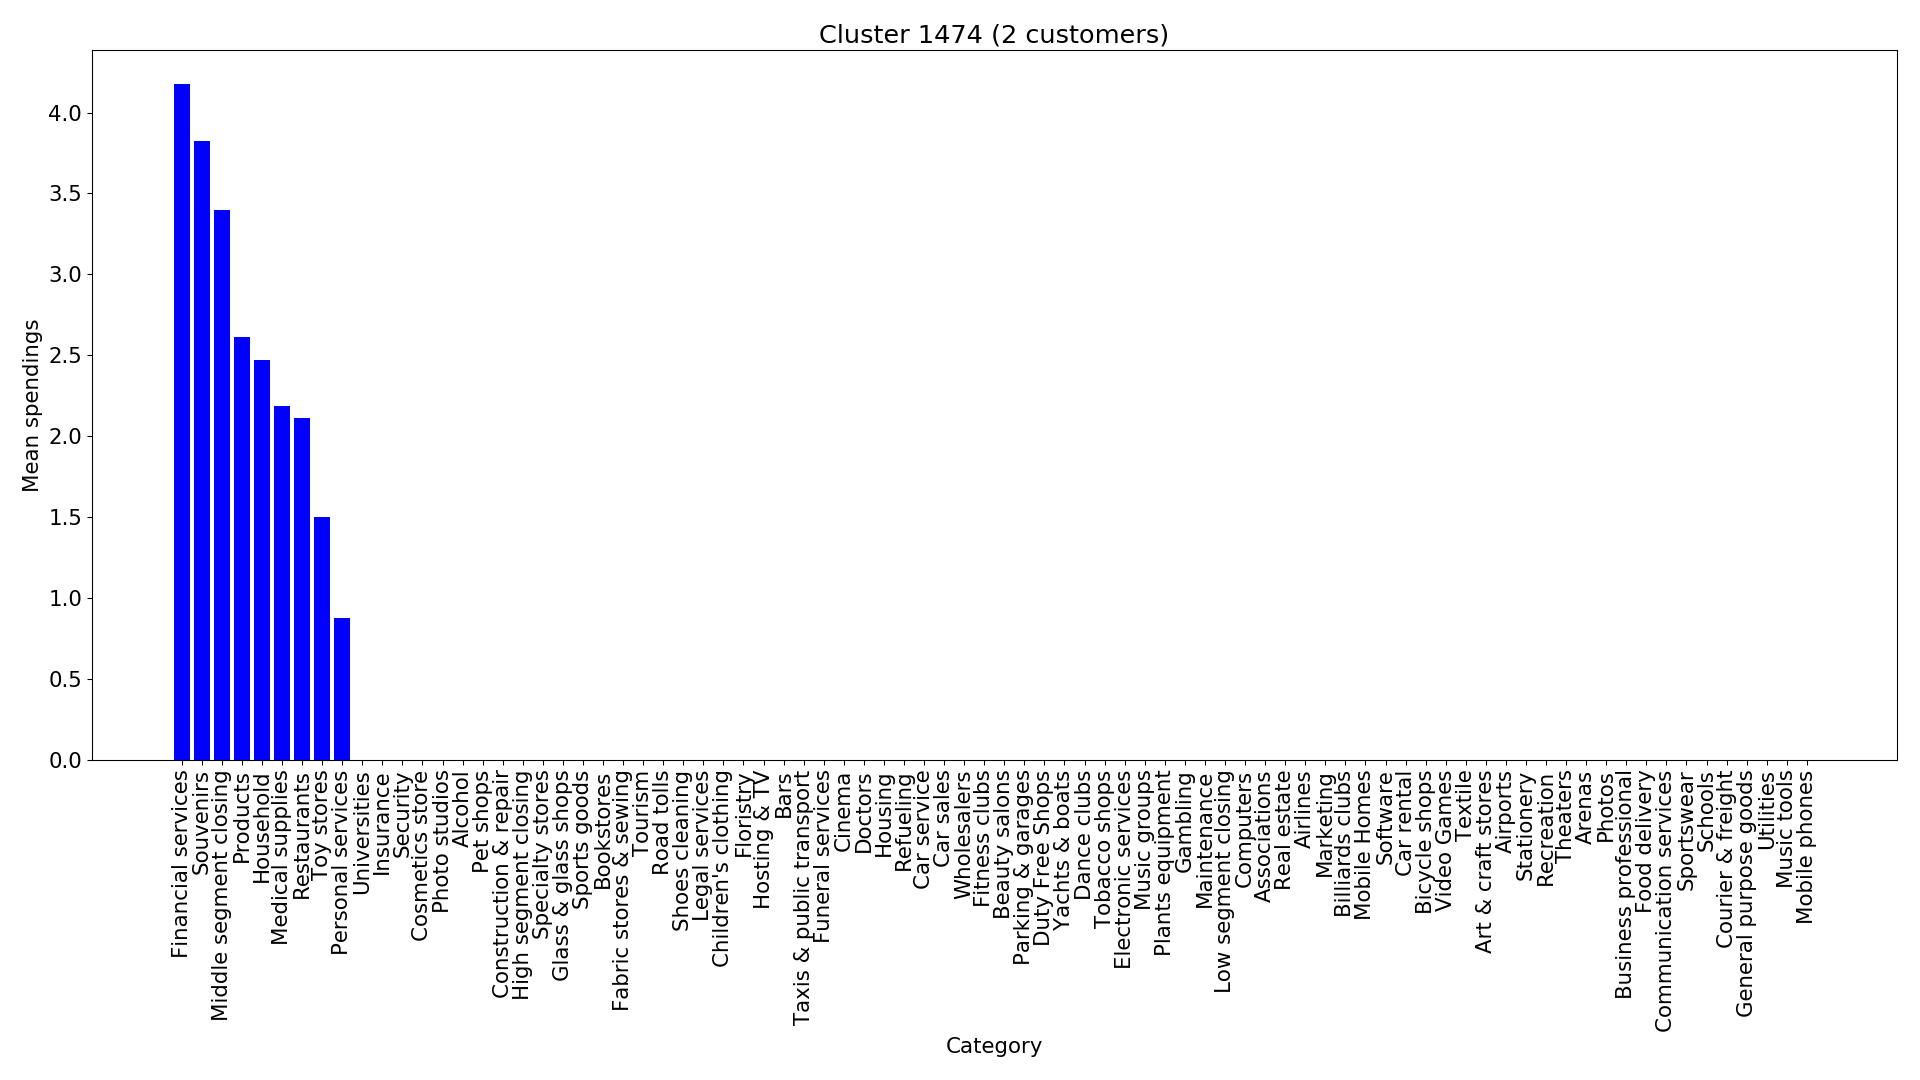 Cluster 1474 (2 customers)
Mean spendings
4.0
3.5
3.0
2.5
2.0
1.5
1.0
0.5
0.0
Financial services
Souvenirs
Middle segment closing
Products
Household
Medical supplies
Restaurants
Toy stores
Personal services
Universities
Insurance
Security
Cosmetics store
Photo studios
Alcohol
Pet shops
Construction & repair
High segment closing
Specialty stores
Glass & glass shops
Sports goods
Bookstores
Fabric stores & sewing
Tourism
Road tolls
Shoes cleaning
Legal services
Children's clothing
Floristry
Hosting & TV
Bars
Taxis & public transport
Funeral services
Cinema
Doctors
Housing
Refueling
Car service
Car sales
Wholesalers
Fitness clubs
Beauty salons
Parking & garages
Duty Free Shops
Yachts & boats
Dance clubs
Tobacco shops
Electronic services
Music groups
Plants equipment
Gambling
Maintenance
Low segment closing
Computers
Associations
Real estate
Airlines
Marketing
Billiards clubs
Mobile Homes
Software
Car rental
Bicycle shops
Video Games
Textile
Art & craft stores
Airports
Stationery
Recreation
Theaters
Arenas
Photos
Business professional
Food delivery
Communication services
Sportswear
Schools
Courier & freight
General purpose goods
Utilities
Music tools
Mobile phones
Category